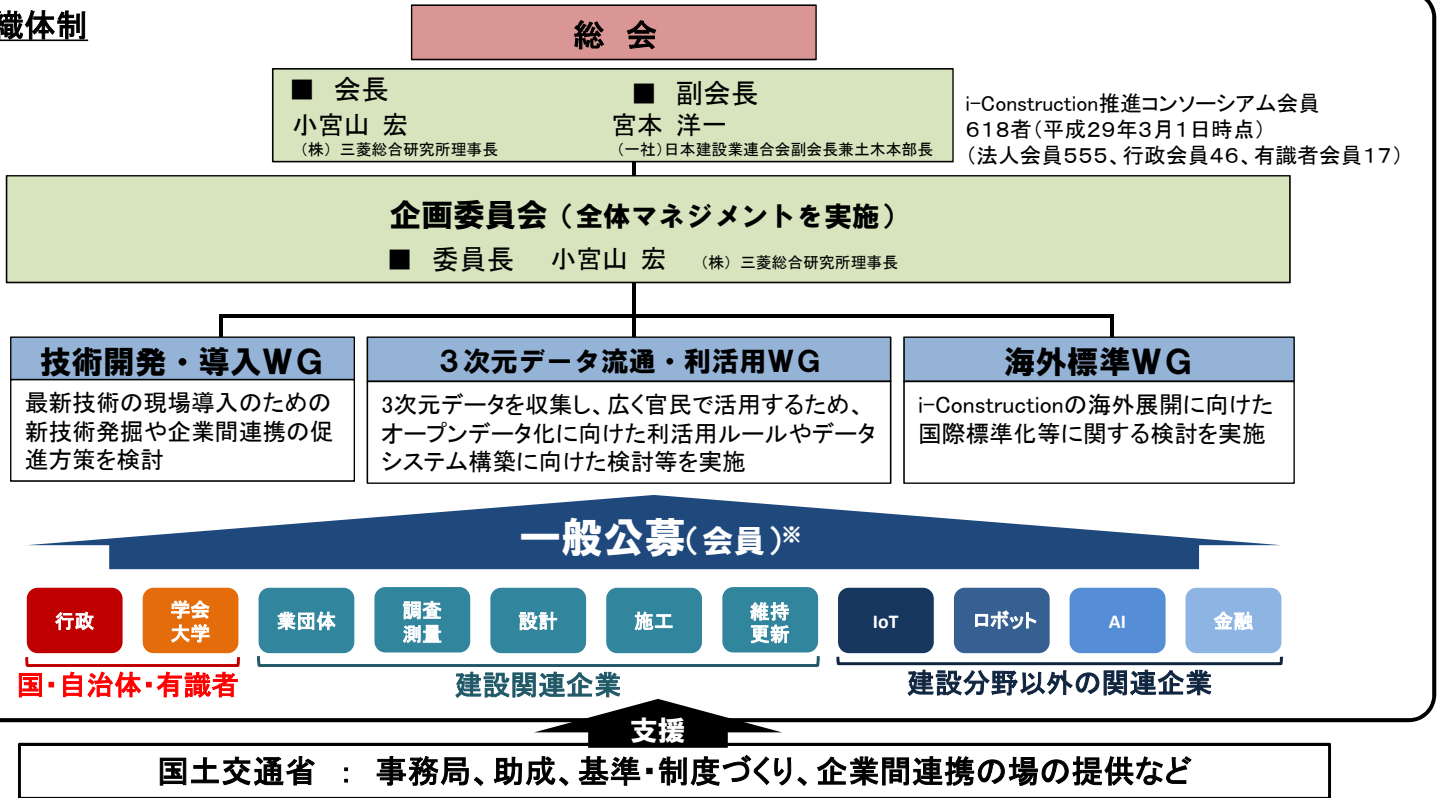 織体制
総 会
■ 会長
小宮山 宏
(株) 三菱総合研究所理事長
■ 副会長
宮本 洋一
(一社)日本建設業連合会副会長兼土木本部長
i-Construction推進コンソーシアム会員
618者(平成29年3月1日時点)
(法人会員555、行政会員46、有識者会員17)
企画委員会(全体マネジメントを実施)
■ 委員長 小宮山 宏 (株) 三菱総合研究所理事長
技術開発・導入WG
最新技術の現場導入のための
新技術発掘や企業間連携の促
進方策を検討
3次元データ流通・利活用WG
3次元データを収集し、広く官民で活用するため、
オープンデータ化に向けた利活用ルールやデータ
システム構築に向けた検討等を実施
海外標準WG
i-Constructionの海外展開に向けた
国際標準化等に関する検討を実施
一般公募(会員)※
行政
学会
大学
業団体
調査
測量
設計
施工
維持
更新
IoT
ロボット
AI
金融
国・自治体・有識者
建設関連企業
建設分野以外の関連企業
支援
国土交通省 : 事務局、助成、基準・制度づくり、企業間連携の場の提供など